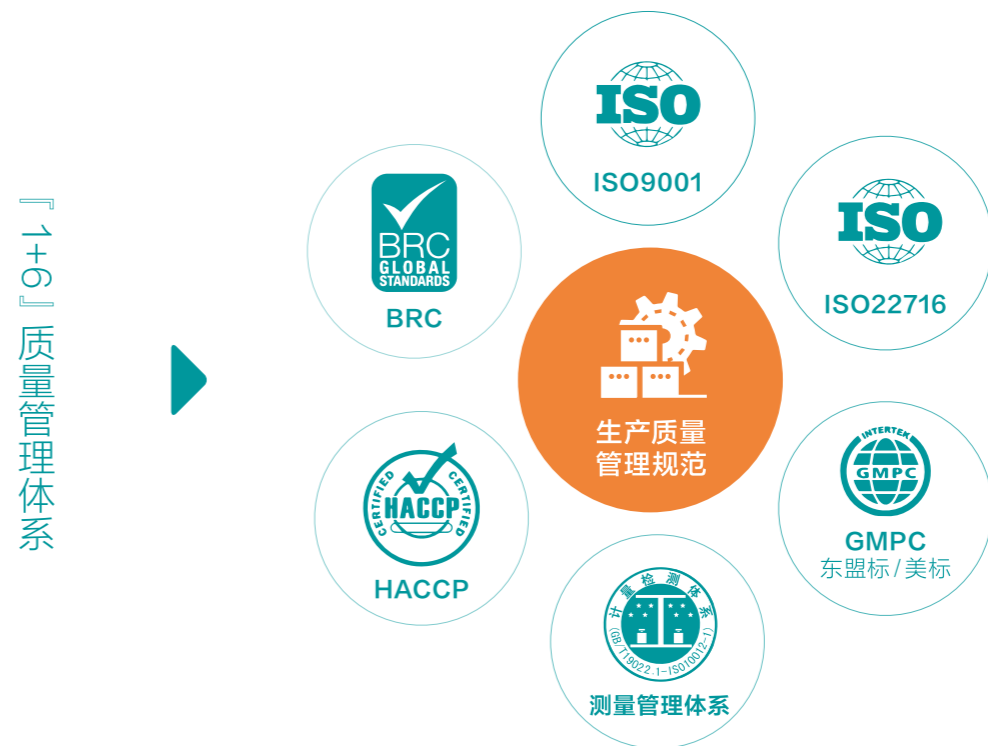 『1+6』质量管理体系
ISO
ISO9001
ISO
ISO22716
INTERTEK
GMPC
GMPC
东盟标/美标
计量检测体系
(GB/T19022.1-ISO10012-1)
测量管理体系
CERTIFIED
HACCP
CERTIFIED
HACCP
BRC
GLOBAL
STANDARDS
BRC
生产质量
管理规范